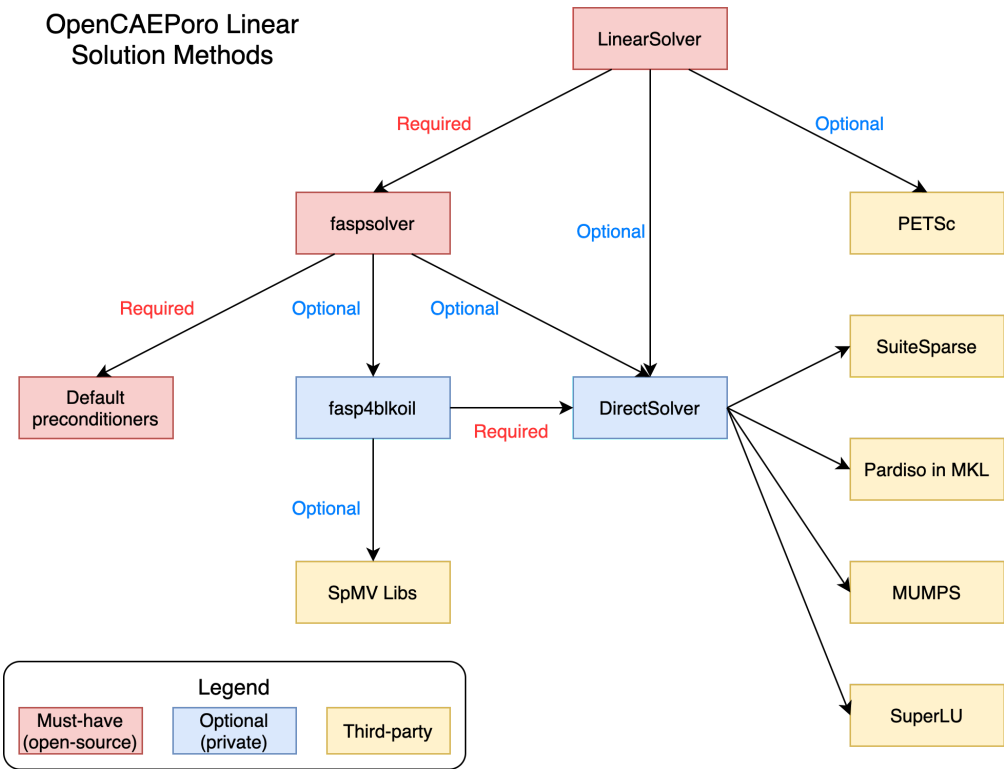 OpenCAEPoro Linear
Solution Methods
LinearSolver
Required
Optional
faspsolver
Optional
PETSc
Required
Optional
Optional
SuiteSparse
Default
preconditioners
fasp4blkoil
Required
DirectSolver
Pardiso in MKL
Optional
SpMV Libs
MUMPS
Legend
Must-have
(open-source)
Optional
(private)
Third-party
SuperLU